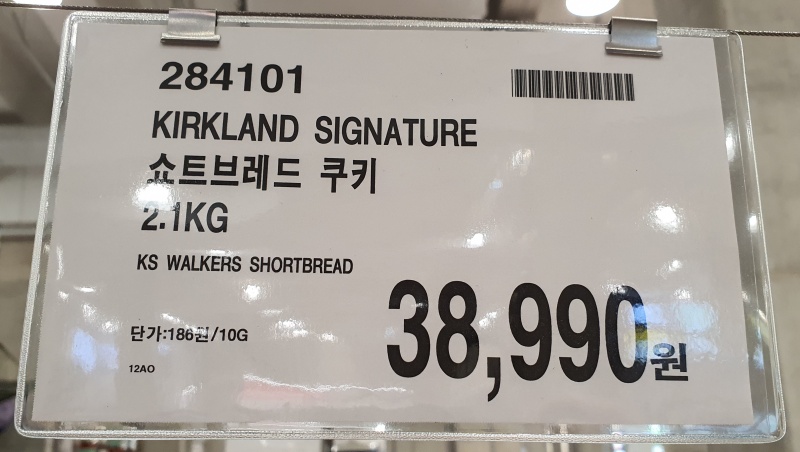 284101
KIRKLAND SIGNATURE
쇼트브레드 쿠키
2.1KG
KS WALKERS SHORTBREAD
38,990원
단가:186원/10G
12AO